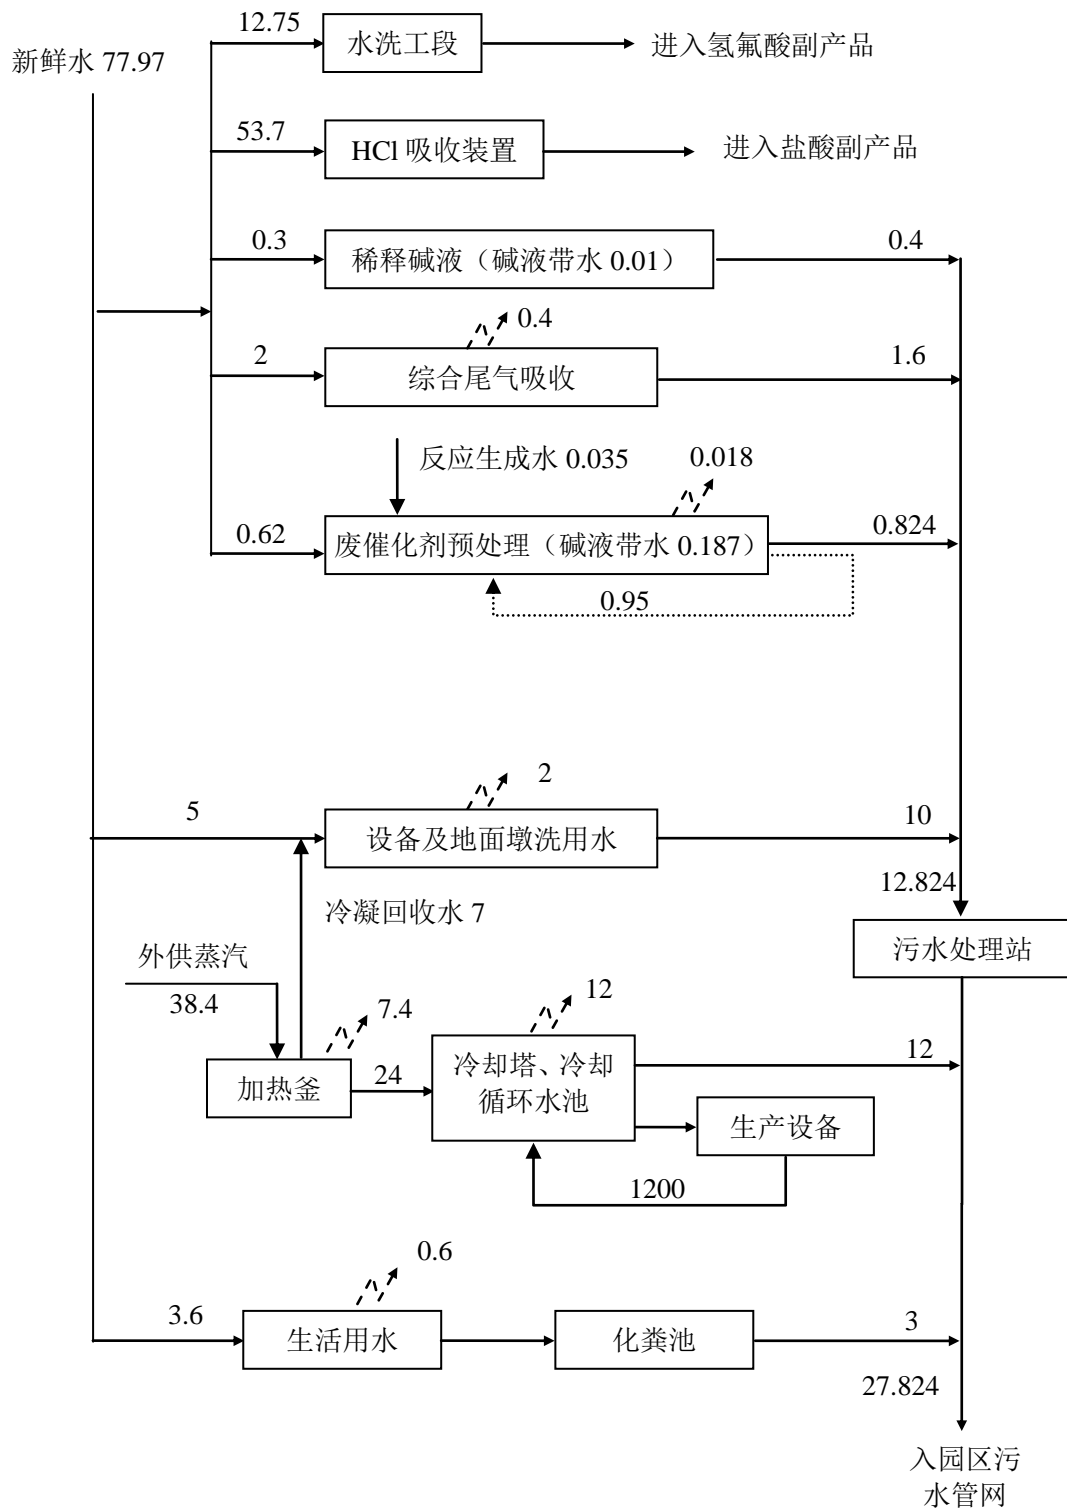 12.75
新鲜水 77.97
水洗工段
进入氢氟酸副产品
53.7
HCl 吸收装置
进入盐酸副产品
0.3
稀释碱液（碱液带水 0.01）
0.4
0.4
2
综合尾气吸收
1.6
反应生成水 0.035
0.018
0.62
废催化剂预处理（碱液带水 0.187）
0.824
0.95
2
5
设备及地面墩洗用水
10
12.824
冷凝回收水 7
污水处理站
外供蒸汽
38.4
7.4
12
加热釜
24
冷却塔、冷却
循环水池
12
生产设备
1200
0.6
3.6
生活用水
化粪池
3
27.824
入园区污
水管网